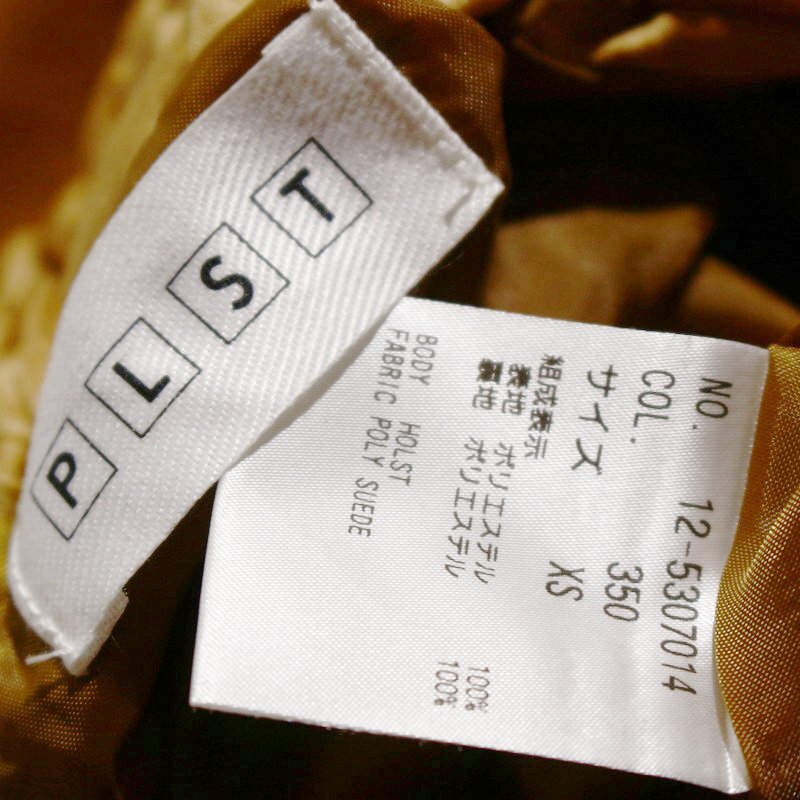 PLST
NO. 12-5307014
COL. 350
サイズ XS
組成表示
表地 ポリエステル 100%
裏地 ポリエステル 100%
BODY HOLST
FABRIC POLY SUEDE